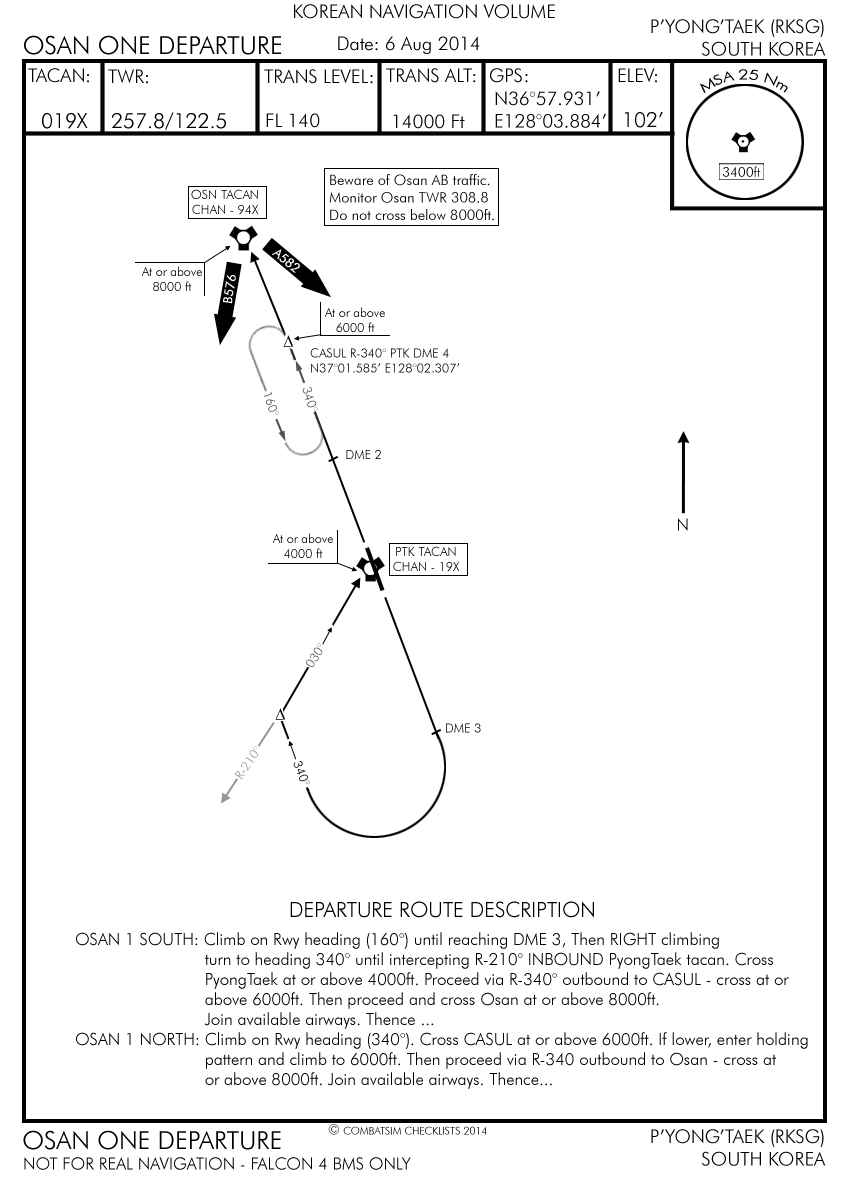 KOREAN NAVIGATION VOLUME
OSAN ONE DEPARTURE
Date: 6 Aug 2014
P'YONG'TAEK (RKSG)
SOUTH KOREA
TACAN:
019X
TWR:
257.8/122.5
TRANS LEVEL:
FL 140
TRANS ALT:
14000 Ft
GPS:
N36°57.931'
E128°03.884'
ELEV:
102'
MSA 25 Nm
3400ft
Beware of Osan AB traffic.
Monitor Osan TWR 308.8
Do not cross below 8000ft.
OSN TACAN
CHAN - 94X
At or above
8000 ft
B576
A582
At or above
6000 ft
CASUL R-340° PTK DME 4
N37°01.585' E128°02.307'
160°
340°
DME 2
N
At or above
4000 ft
PTK TACAN
CHAN - 19X
030°
R-210°
340°
DME 3
DEPARTURE ROUTE DESCRIPTION
OSAN 1 SOUTH: Climb on Rwy heading (160°) until reaching DME 3, Then RIGHT climbing
turn to heading 340° until intercepting R-210° INBOUND PyongTaek tacan. Cross
PyongTaek at or above 4000ft. Proceed via R-340° outbound to CASUL - cross at or
above 6000ft. Then proceed and cross Osan at or above 8000ft.
Join available airways. Thence ...
OSAN 1 NORTH: Climb on Rwy heading (340°). Cross CASUL at or above 6000ft. If lower, enter holding
pattern and climb to 6000ft. Then proceed via R-340 outbound to Osan - cross at
or above 8000ft. Join available airways. Thence...
OSAN ONE DEPARTURE
NOT FOR REAL NAVIGATION - FALCON 4 BMS ONLY
© COMBATSIM CHECKLISTS 2014
P'YONG'TAEK (RKSG)
SOUTH KOREA